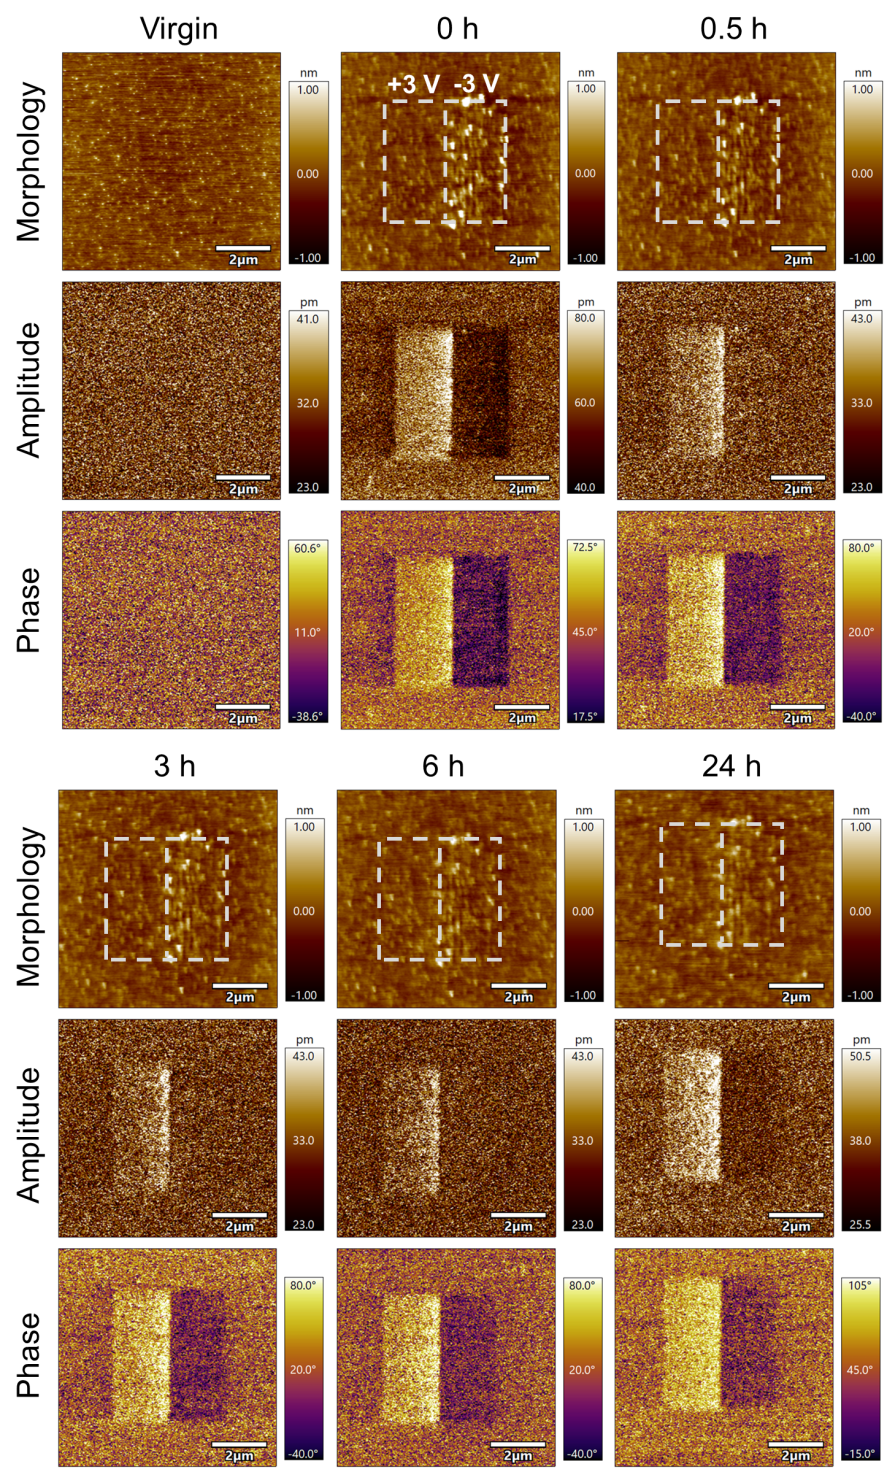 Virgin
0 h
0.5 h
Morphology
nm
1.00
0.00
-1.00
2μm
+3 V
-3 V
nm
1.00
0.00
-1.00
2μm
nm
1.00
0.00
-1.00
2μm
Amplitude
pm
41.0
32.0
23.0
2μm
pm
80.0
60.0
40.0
2μm
pm
43.0
33.0
23.0
2μm
Phase
60.6°
11.0°
-38.6°
2μm
72.5°
45.0°
17.5°
2μm
80.0°
20.0°
-40.0°
2μm
3 h
6 h
24 h
Morphology
nm
1.00
0.00
-1.00
2μm
nm
1.00
0.00
-1.00
2μm
nm
1.00
0.00
-1.00
2μm
Amplitude
pm
43.0
33.0
23.0
2μm
pm
43.0
33.0
23.0
2μm
pm
50.5
38.0
25.5
2μm
Phase
80.0°
20.0°
-40.0°
2μm
80.0°
20.0°
-40.0°
2μm
105°
45.0°
-15.0°
2μm